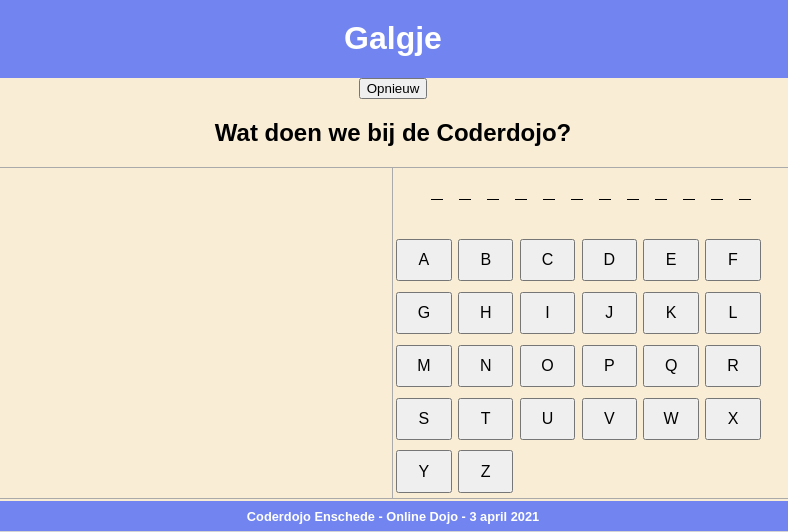 Galgje
Opnieuw
Wat doen we bij de Coderdojo?
_ _ _ _ _ _ _ _ _ _ _ _
A B C D E F
G H I J K L
M N O P Q R
S T U V W X
Y Z
Coderdojo Enschede - Online Dojo - 3 april 2021